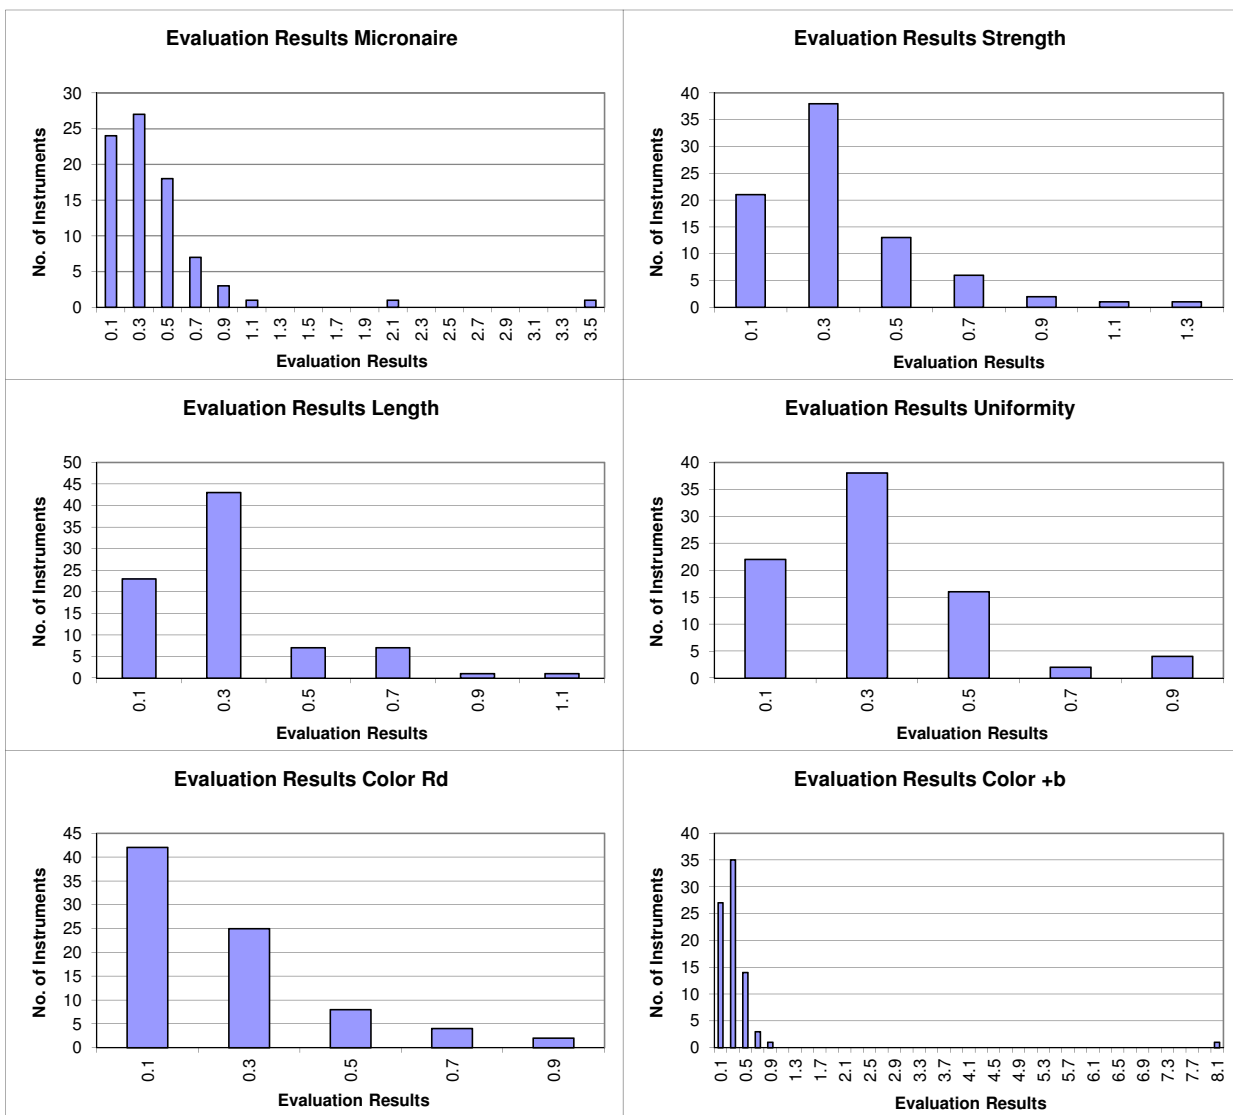 Evaluation Results Micronaire
No. of Instruments
30
25
20
15
10
5
0
0.1 0.3 0.5 0.7 0.9 1.1 1.3 1.5 1.7 1.9 2.1 2.3 2.5 2.7 2.9 3.1 3.3 3.5
Evaluation Results
Evaluation Results Strength
No. of Instruments
40
35
30
25
20
15
10
5
0
0.1 0.3 0.5 0.7 0.9 1.1 1.3
Evaluation Results
Evaluation Results Length
No. of Instruments
50
45
40
35
30
25
20
15
10
5
0
0.1 0.3 0.5 0.7 0.9 1.1
Evaluation Results
Evaluation Results Uniformity
No. of Instruments
40
35
30
25
20
15
10
5
0
0.1 0.3 0.5 0.7 0.9
Evaluation Results
Evaluation Results Color Rd
No. of Instruments
45
40
35
30
25
20
15
10
5
0
0.1 0.3 0.5 0.7 0.9
Evaluation Results
Evaluation Results Color +b
No. of Instruments
40
35
30
25
20
15
10
5
0
0.1 0.5 0.9 1.3 1.7 2.1 2.5 2.9 3.3 3.7 4.1 4.5 4.9 5.3 5.7 6.1 6.5 6.9 7.3 7.7 8.1
Evaluation Results